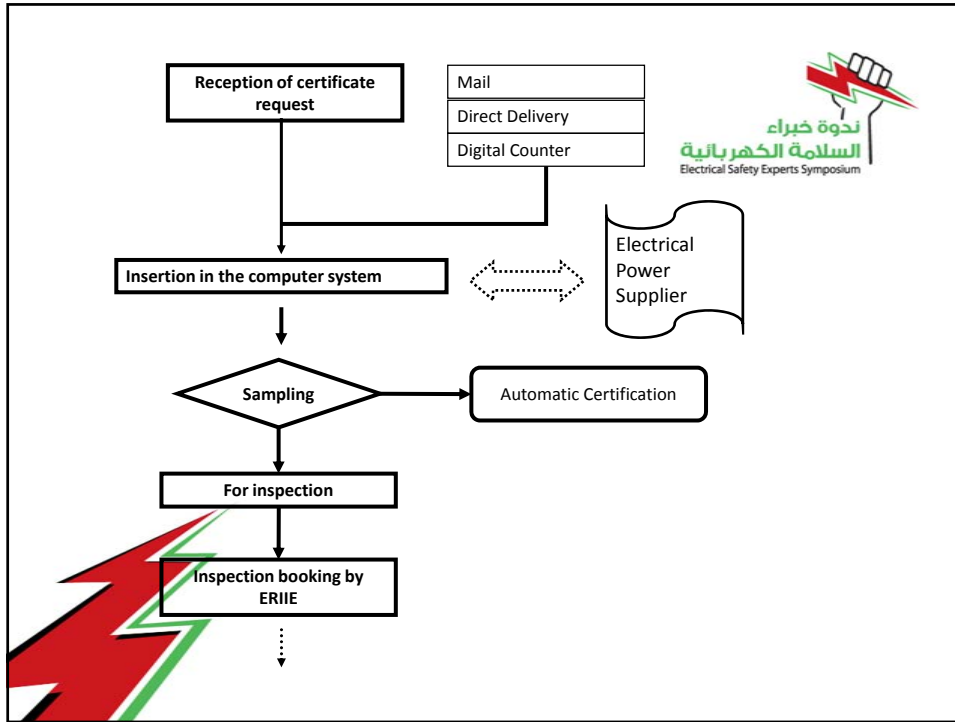 Reception of certificate
request
Mail
Direct Delivery
Digital Counter
ندوة خبراء
السلامة الكهربائية
Electrical Safety Experts Symposium
Insertion in the computer system
Electrical
Power
Supplier
Sampling
Automatic Certification
For inspection
Inspection booking by
ERIIE